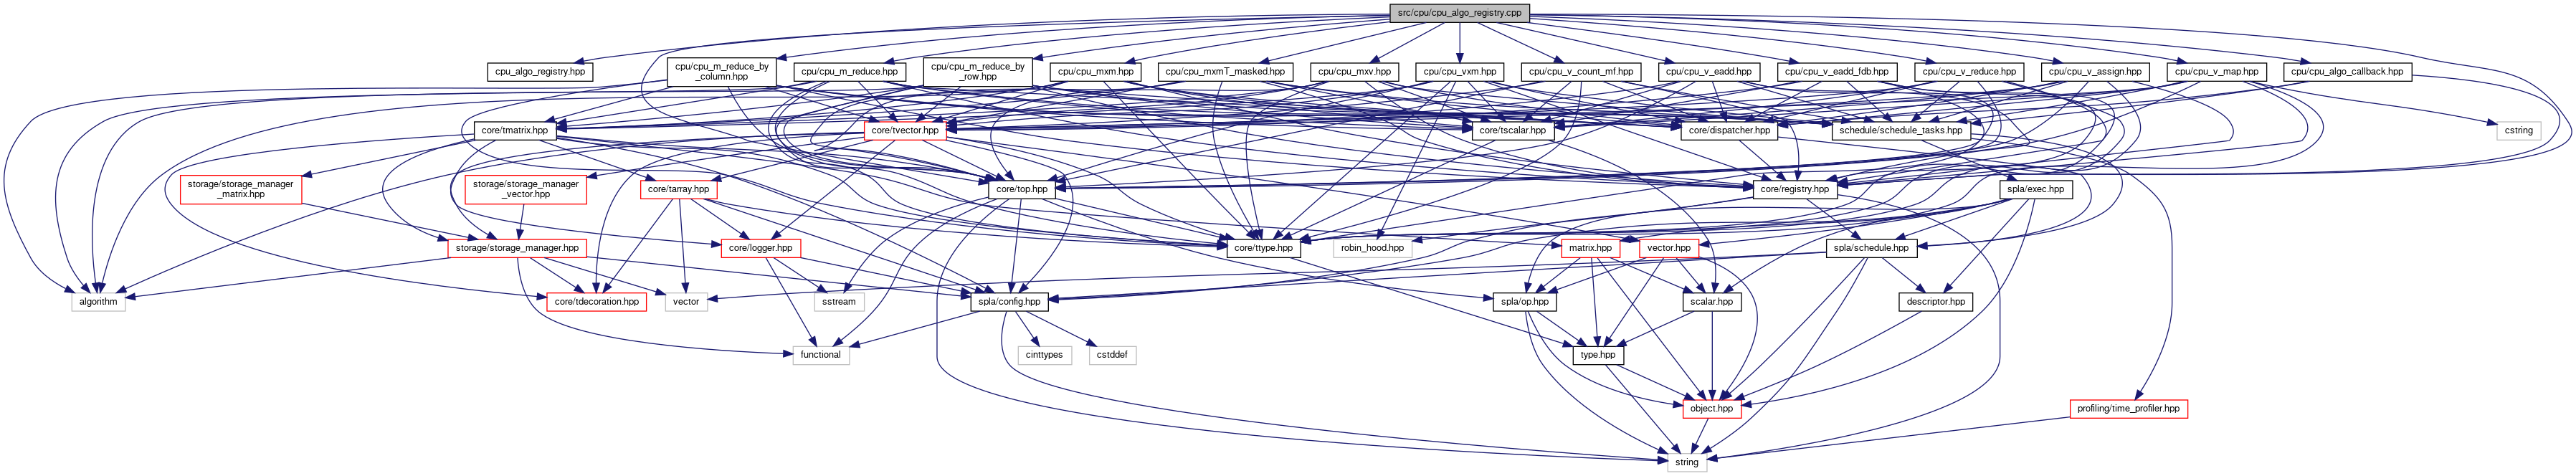 src/cpu/cpu_algo_registry.cpp
cpu_algo_registry.hpp
cpu/cpu_m_reduce_by
_column.hpp
cpu/cpu_m_reduce.hpp
cpu/cpu_m_reduce_by
_row.hpp
cpu/cpu_mxm.hpp
cpu/cpu_mxmT_masked.hpp
cpu/cpu_mxv.hpp
cpu/cpu_vxm.hpp
cpu/cpu_v_count_mf.hpp
cpu/cpu_v_eadd.hpp
cpu/cpu_v_eadd_fdb.hpp
cpu/cpu_v_reduce.hpp
cpu/cpu_v_assign.hpp
cpu/cpu_v_map.hpp
cpu/cpu_algo_callback.hpp
core/tmatrix.hpp
core/tvector.hpp
core/tscalar.hpp
core/dispatcher.hpp
schedule/schedule_tasks.hpp
cstring
storage/storage_manager
_matrix.hpp
storage/storage_manager
_vector.hpp
core/tarray.hpp
core/top.hpp
core/registry.hpp
spla/exec.hpp
storage/storage_manager.hpp
core/logger.hpp
core/ttype.hpp
robin_hood.hpp
matrix.hpp
vector.hpp
spla/schedule.hpp
algorithm
core/tdecoration.hpp
vector
sstream
spla/config.hpp
spla/op.hpp
scalar.hpp
descriptor.hpp
functional
cinttypes
cstddef
type.hpp
object.hpp
profiling/time_profiler.hpp
string